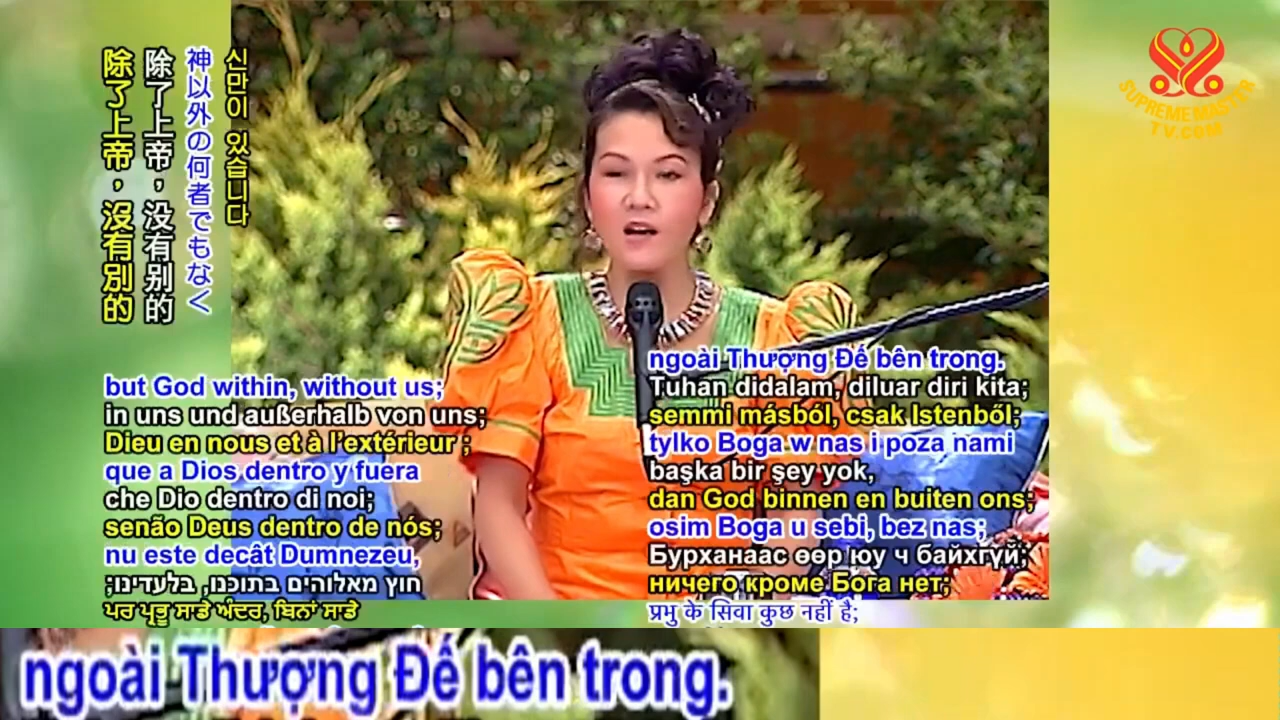 신만이 있습니다
神以外の何者でもなく
除了上帝，没有别的
除了上帝，沒有別的
SUPREMEMASTER
TV.COM
but God within, without us;
in uns und außerhalb von uns;
Dieu en nous et à l'extérieur ;
que a Dios dentro y fuera
che Dio dentro di noi;
senão Deus dentro de nós;
nu este decât Dumnezeu,
חוץ מאלוהים בתוכנו, בלעדינו;
ਪਰ ਪ੍ਰਭੂ ਸਾਡੇ ਅੰਦਰ, ਬਿਨਾਂ ਸਾਡੇ
ngoài Thượng Đế bên trong.
Tuhan didalam, diluar diri kita;
semmi másból, csak Istenből;
tylko Boga w nas i poza nami
başka bir şey yok,
dan God binnen en buiten ons;
osim Boga u sebi, bez nas;
Бурханаас өөр юу ч байхгүй;
ничего кроме Бога нет;
प्रभु के सिवा कुछ नहीं है;
ngoài Thượng Đế bên trong.